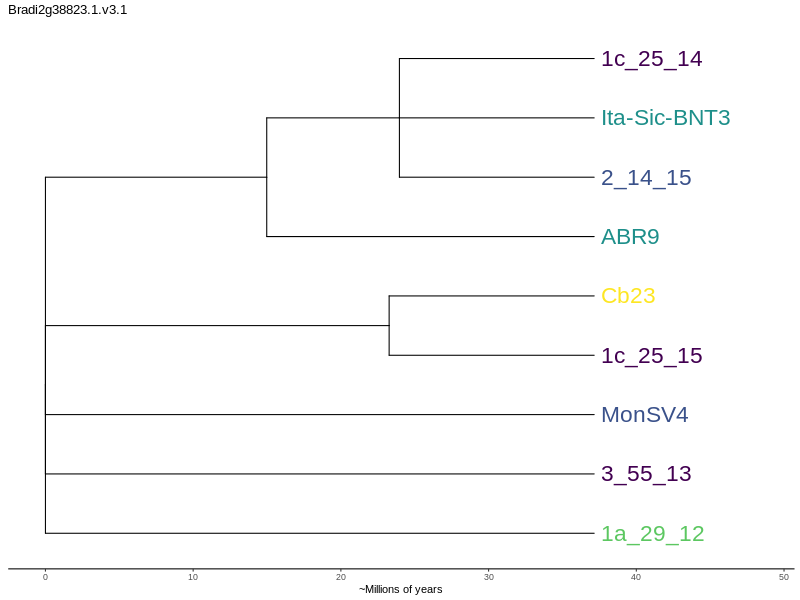 Bradi2g38823.1.v3.1
1c_25_14
Ita-Sic-BNT3
2_14_15
ABR9
Cb23
1c_25_15
MonSV4
3_55_13
1a_29_12
0 10 20 30 40 50
~Millions of years